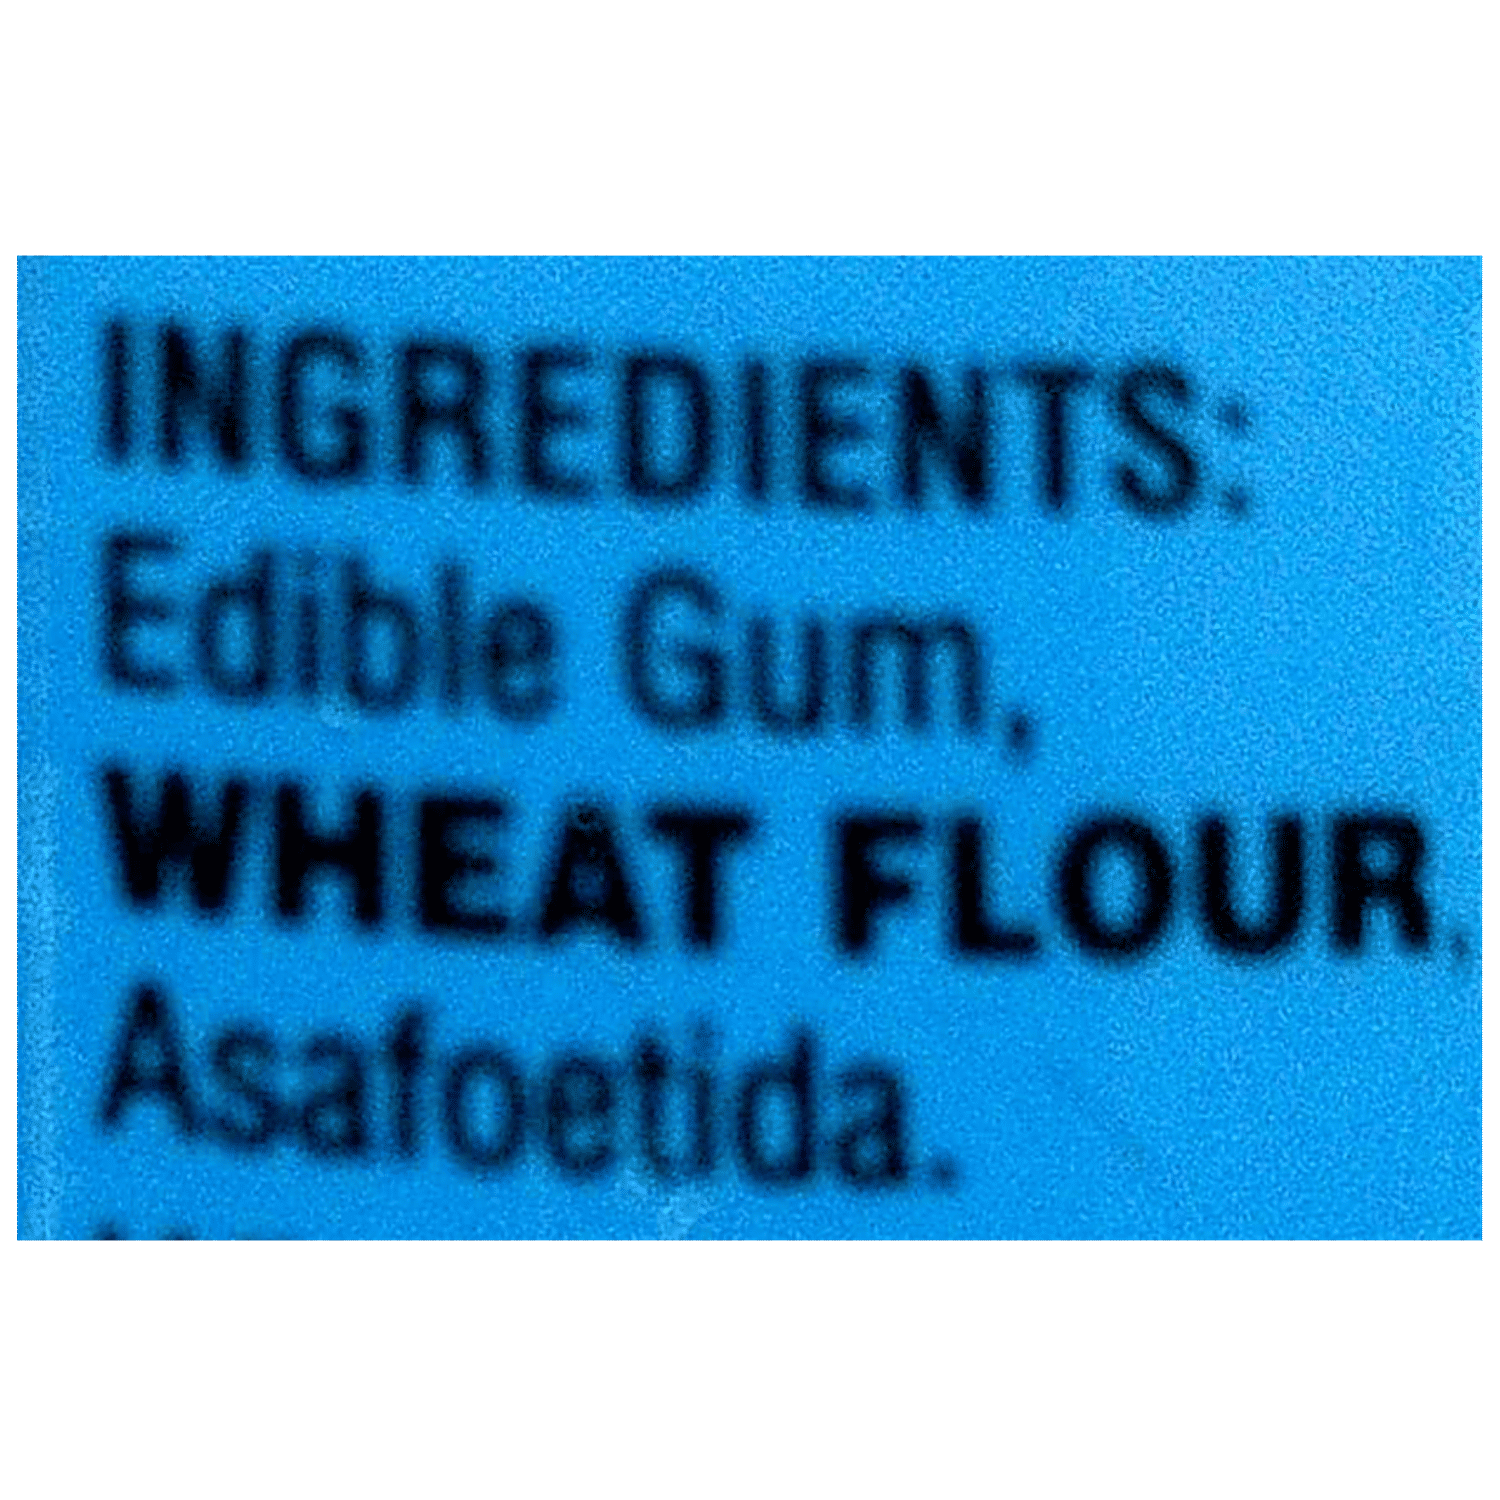 INGREDIENTS:
Edible Gum,
WHEAT FLOUR,
Asafoetida.